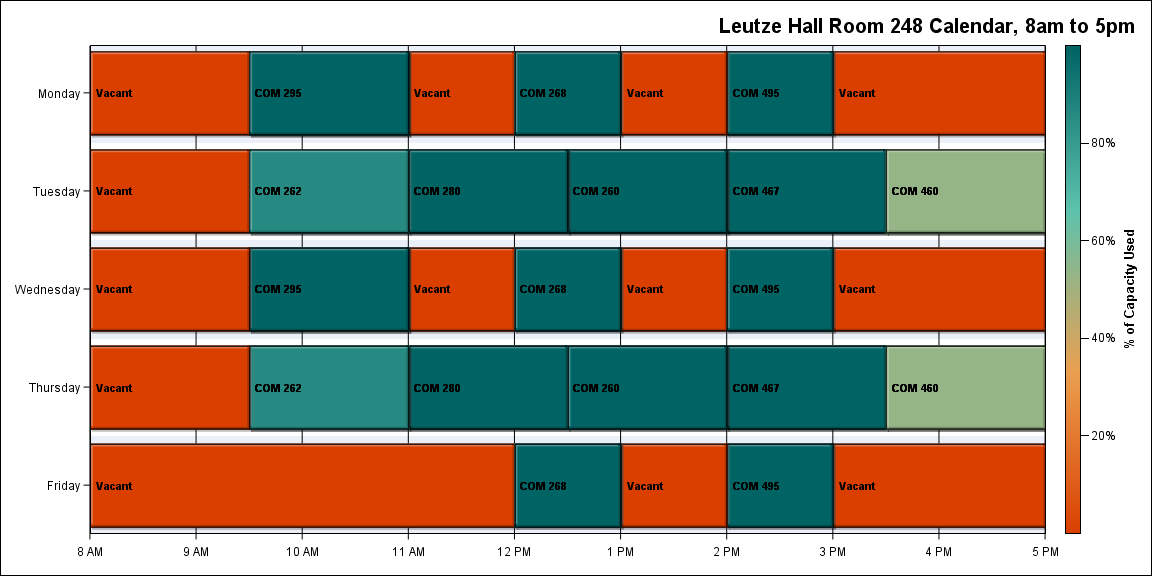 Leutze Hall Room 248 Calendar, 8am to 5pm
Monday
Vacant
COM 295
Vacant
COM 268
Vacant
COM 495
Vacant
Tuesday
Vacant
COM 262
COM 280
COM 260
COM 467
COM 460
Wednesday
Vacant
COM 295
Vacant
COM 268
Vacant
COM 495
Vacant
Thursday
Vacant
COM 262
COM 280
COM 260
COM 467
COM 460
Friday
Vacant
COM 268
Vacant
COM 495
Vacant
8 AM
9 AM
10 AM
11 AM
12 PM
1 PM
2 PM
3 PM
4 PM
5 PM
80%
60%
40%
20%
% of Capacity Used